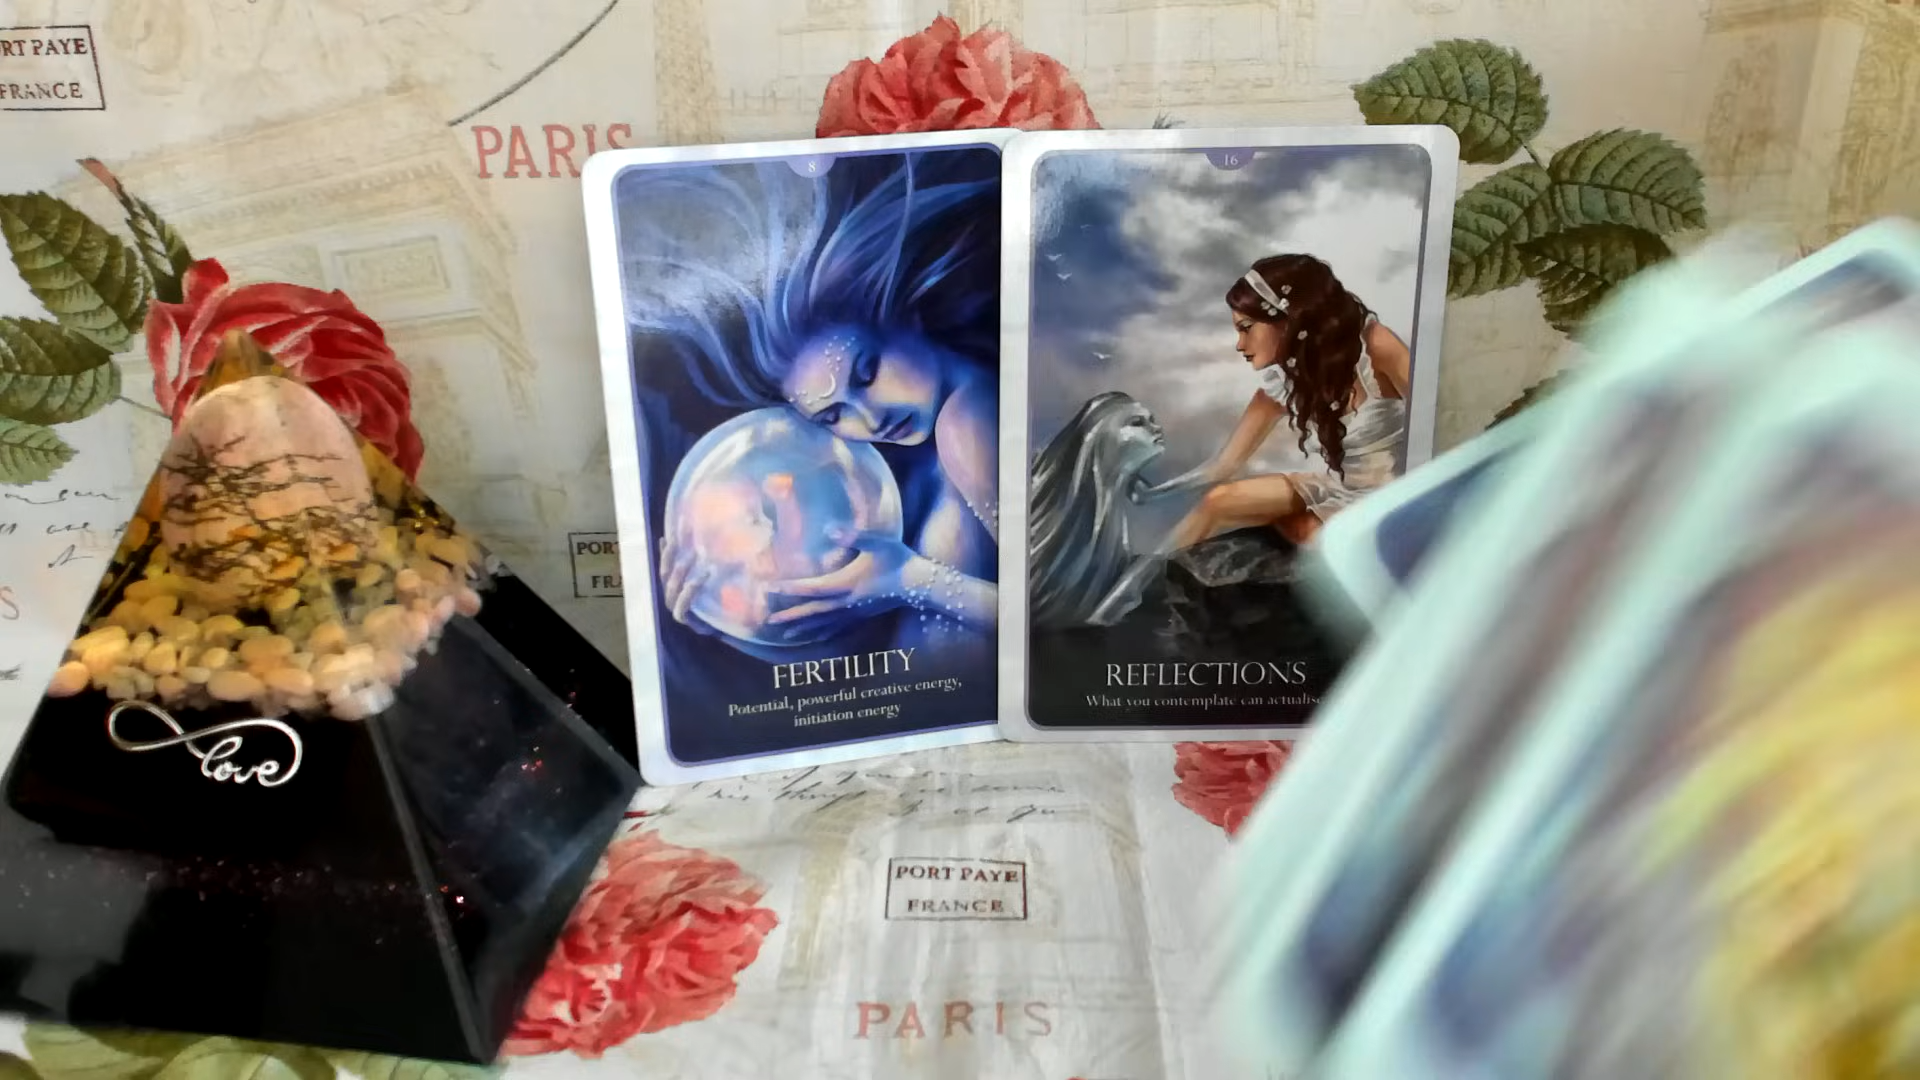 RT PAYE
FRANCE
PARIS
8
FERTILITY
Potential, powerful creative energy,
initiation energy
16
REFLECTIONS
What you contemplate can actualise
POR
FR
S
love
PORT PAYE
FRANCE
PARIS